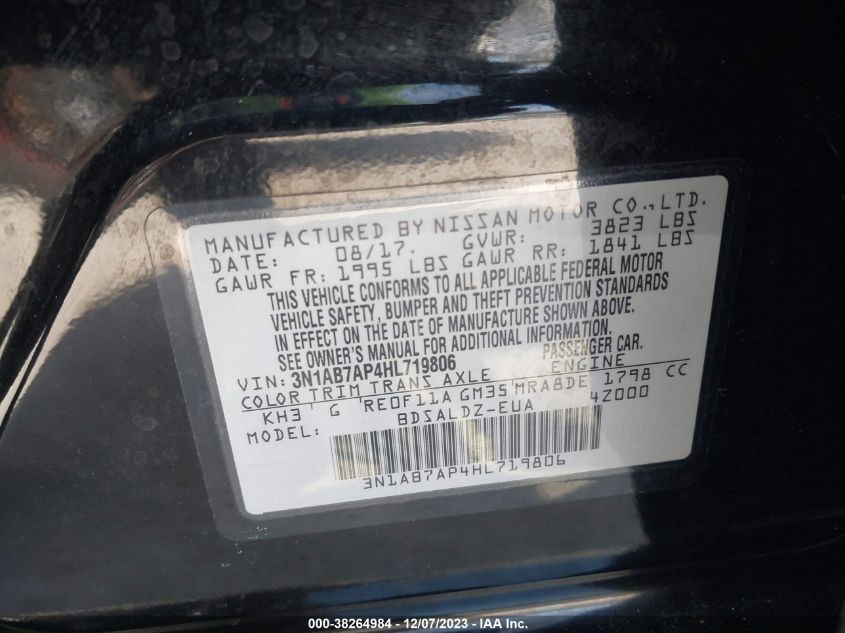 MANUFACTURED BY NISSAN MOTOR CO.,LTD.
DATE: 08/17. GVWR: 3823 LBS
GAWR FR: 1995 LBS GAWR RR: 1841 LBS
THIS VEHICLE CONFORMS TO ALL APPLICABLE FEDERAL MOTOR
VEHICLE SAFETY, BUMPER AND THEFT PREVENTION STANDARDS
IN EFFECT ON THE DATE OF MANUFACTURE SHOWN ABOVE.
SEE OWNER'S MANUAL FOR ADDITIONAL INFORMATION.
VIN: 3N1AB7AP4HL719806 PASSENGER CAR.
COLOR TRIM TRANS AXLE ENGINE
KH3 G RE0F11A GM35 MRA8DE 1798 CC
MODEL: BDSALDZ-EUA 4Z000
3N1AB7AP4HL719806
000-38264984 - 12/07/2023 - IAA Inc.